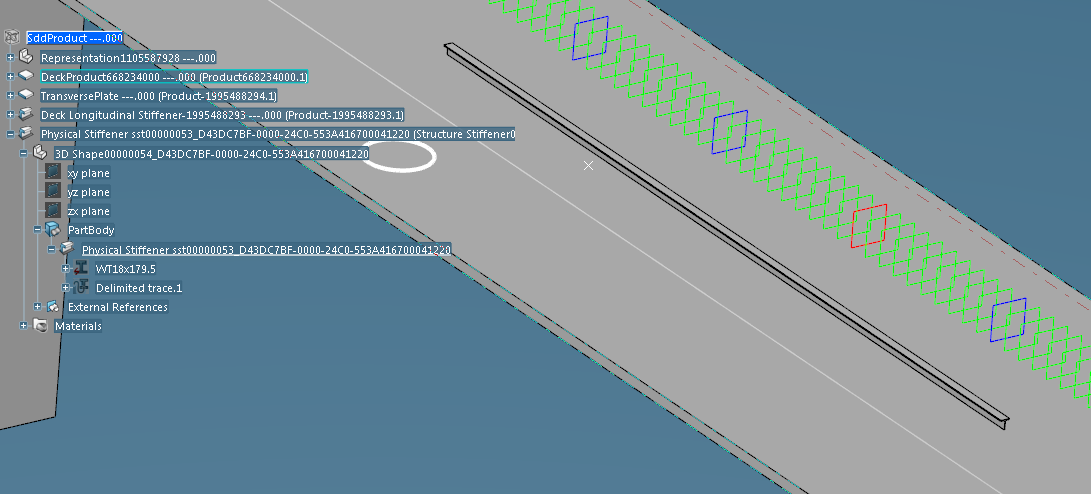 SddProduct ---.000
Representation1105587928 ---.000
DeckProduct668234000 ---.000 (Product668234000.1)
TransversePlate ---.000 (Product-1995488294.1)
Deck Longitudinal Stiffener-1995488293 ---.000 (Product-1995488293.1)
Physical Stiffener sst00000053_D43DC7BF-0000-24C0-553A416700041220 (Structure Stiffener0
3D Shape00000054_D43DC7BF-0000-24C0-553A416700041220
xy plane
yz plane
zx plane
PartBody
Physical Stiffener sst00000053_D43DC7BF-0000-24C0-553A416700041220
WT18x179.5
Delimited trace.1
External References
Materials